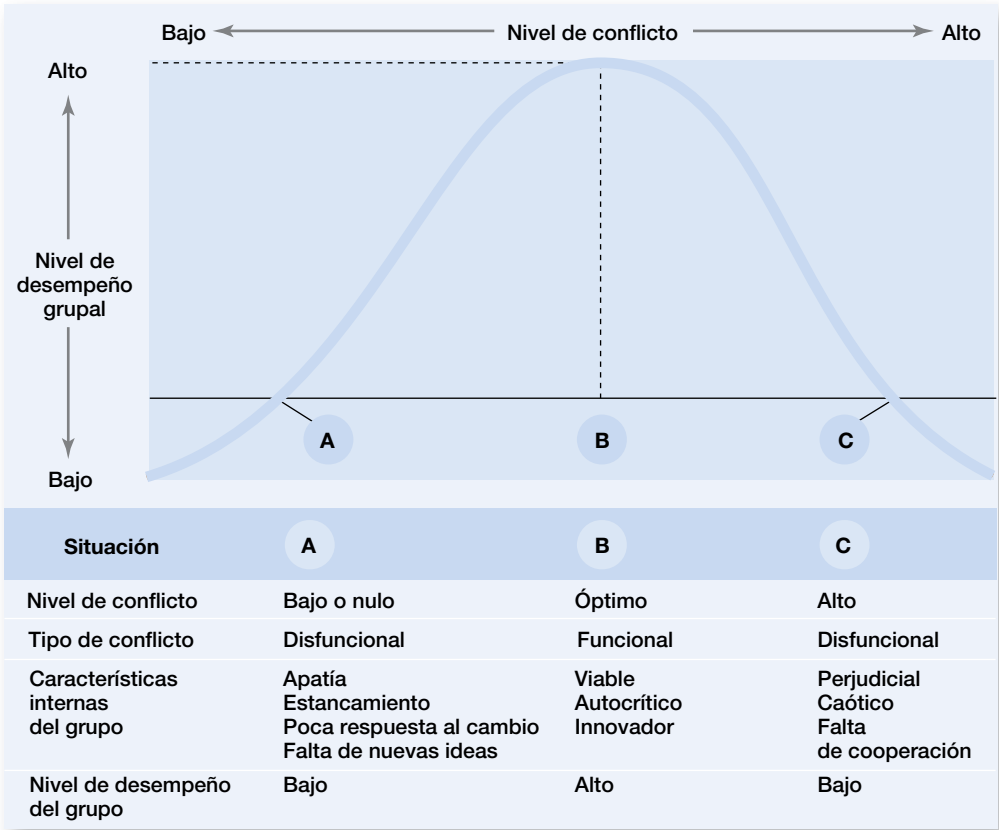 Bajo Nivel de conflicto Alto
Alto
Nivel de
desempeño
grupal
Bajo
A B C
Situación A B C
Nivel de conflicto Bajo o nulo Óptimo Alto
Tipo de conflicto Disfuncional Funcional Disfuncional
Características
internas
del grupo
Apatía
Estancamiento
Poca respuesta al cambio
Falta de nuevas ideas
Viable
Autocrítico
Innovador
Perjudicial
Caótico
Falta
de cooperación
Nivel de desempeño
del grupo
Bajo Alto Bajo